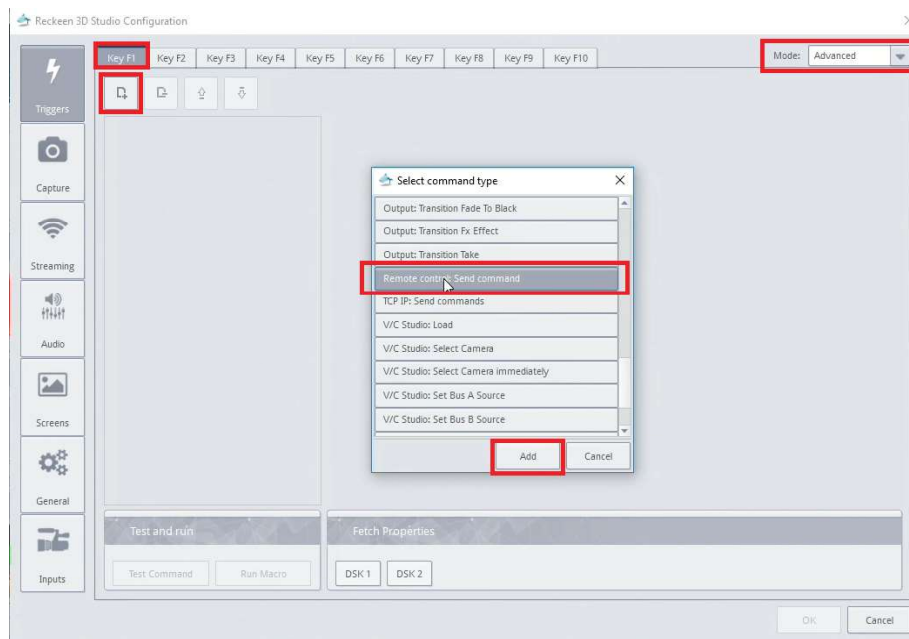 Reckeen 3D Studio Configuration
Key F1 Key F2 Key F3 Key F4 Key F5 Key F6 Key F7 Key F8 Key F9 Key F10
Mode: Advanced
Triggers
Capture
Streaming
Audio
Screens
General
Inputs
Select command type
Output: Transition Fade To Black
Output: Transition Fx Effect
Output: Transition Take
Remote control: Send command
TCP IP: Send commands
V/C Studio: Load
V/C Studio: Select Camera
V/C Studio: Select Camera immediately
V/C Studio: Set Bus A Source
V/C Studio: Set Bus B Source
Add Cancel
Test and run
Test Command Run Macro
Fetch Properties
DSK 1 DSK 2
OK Cancel